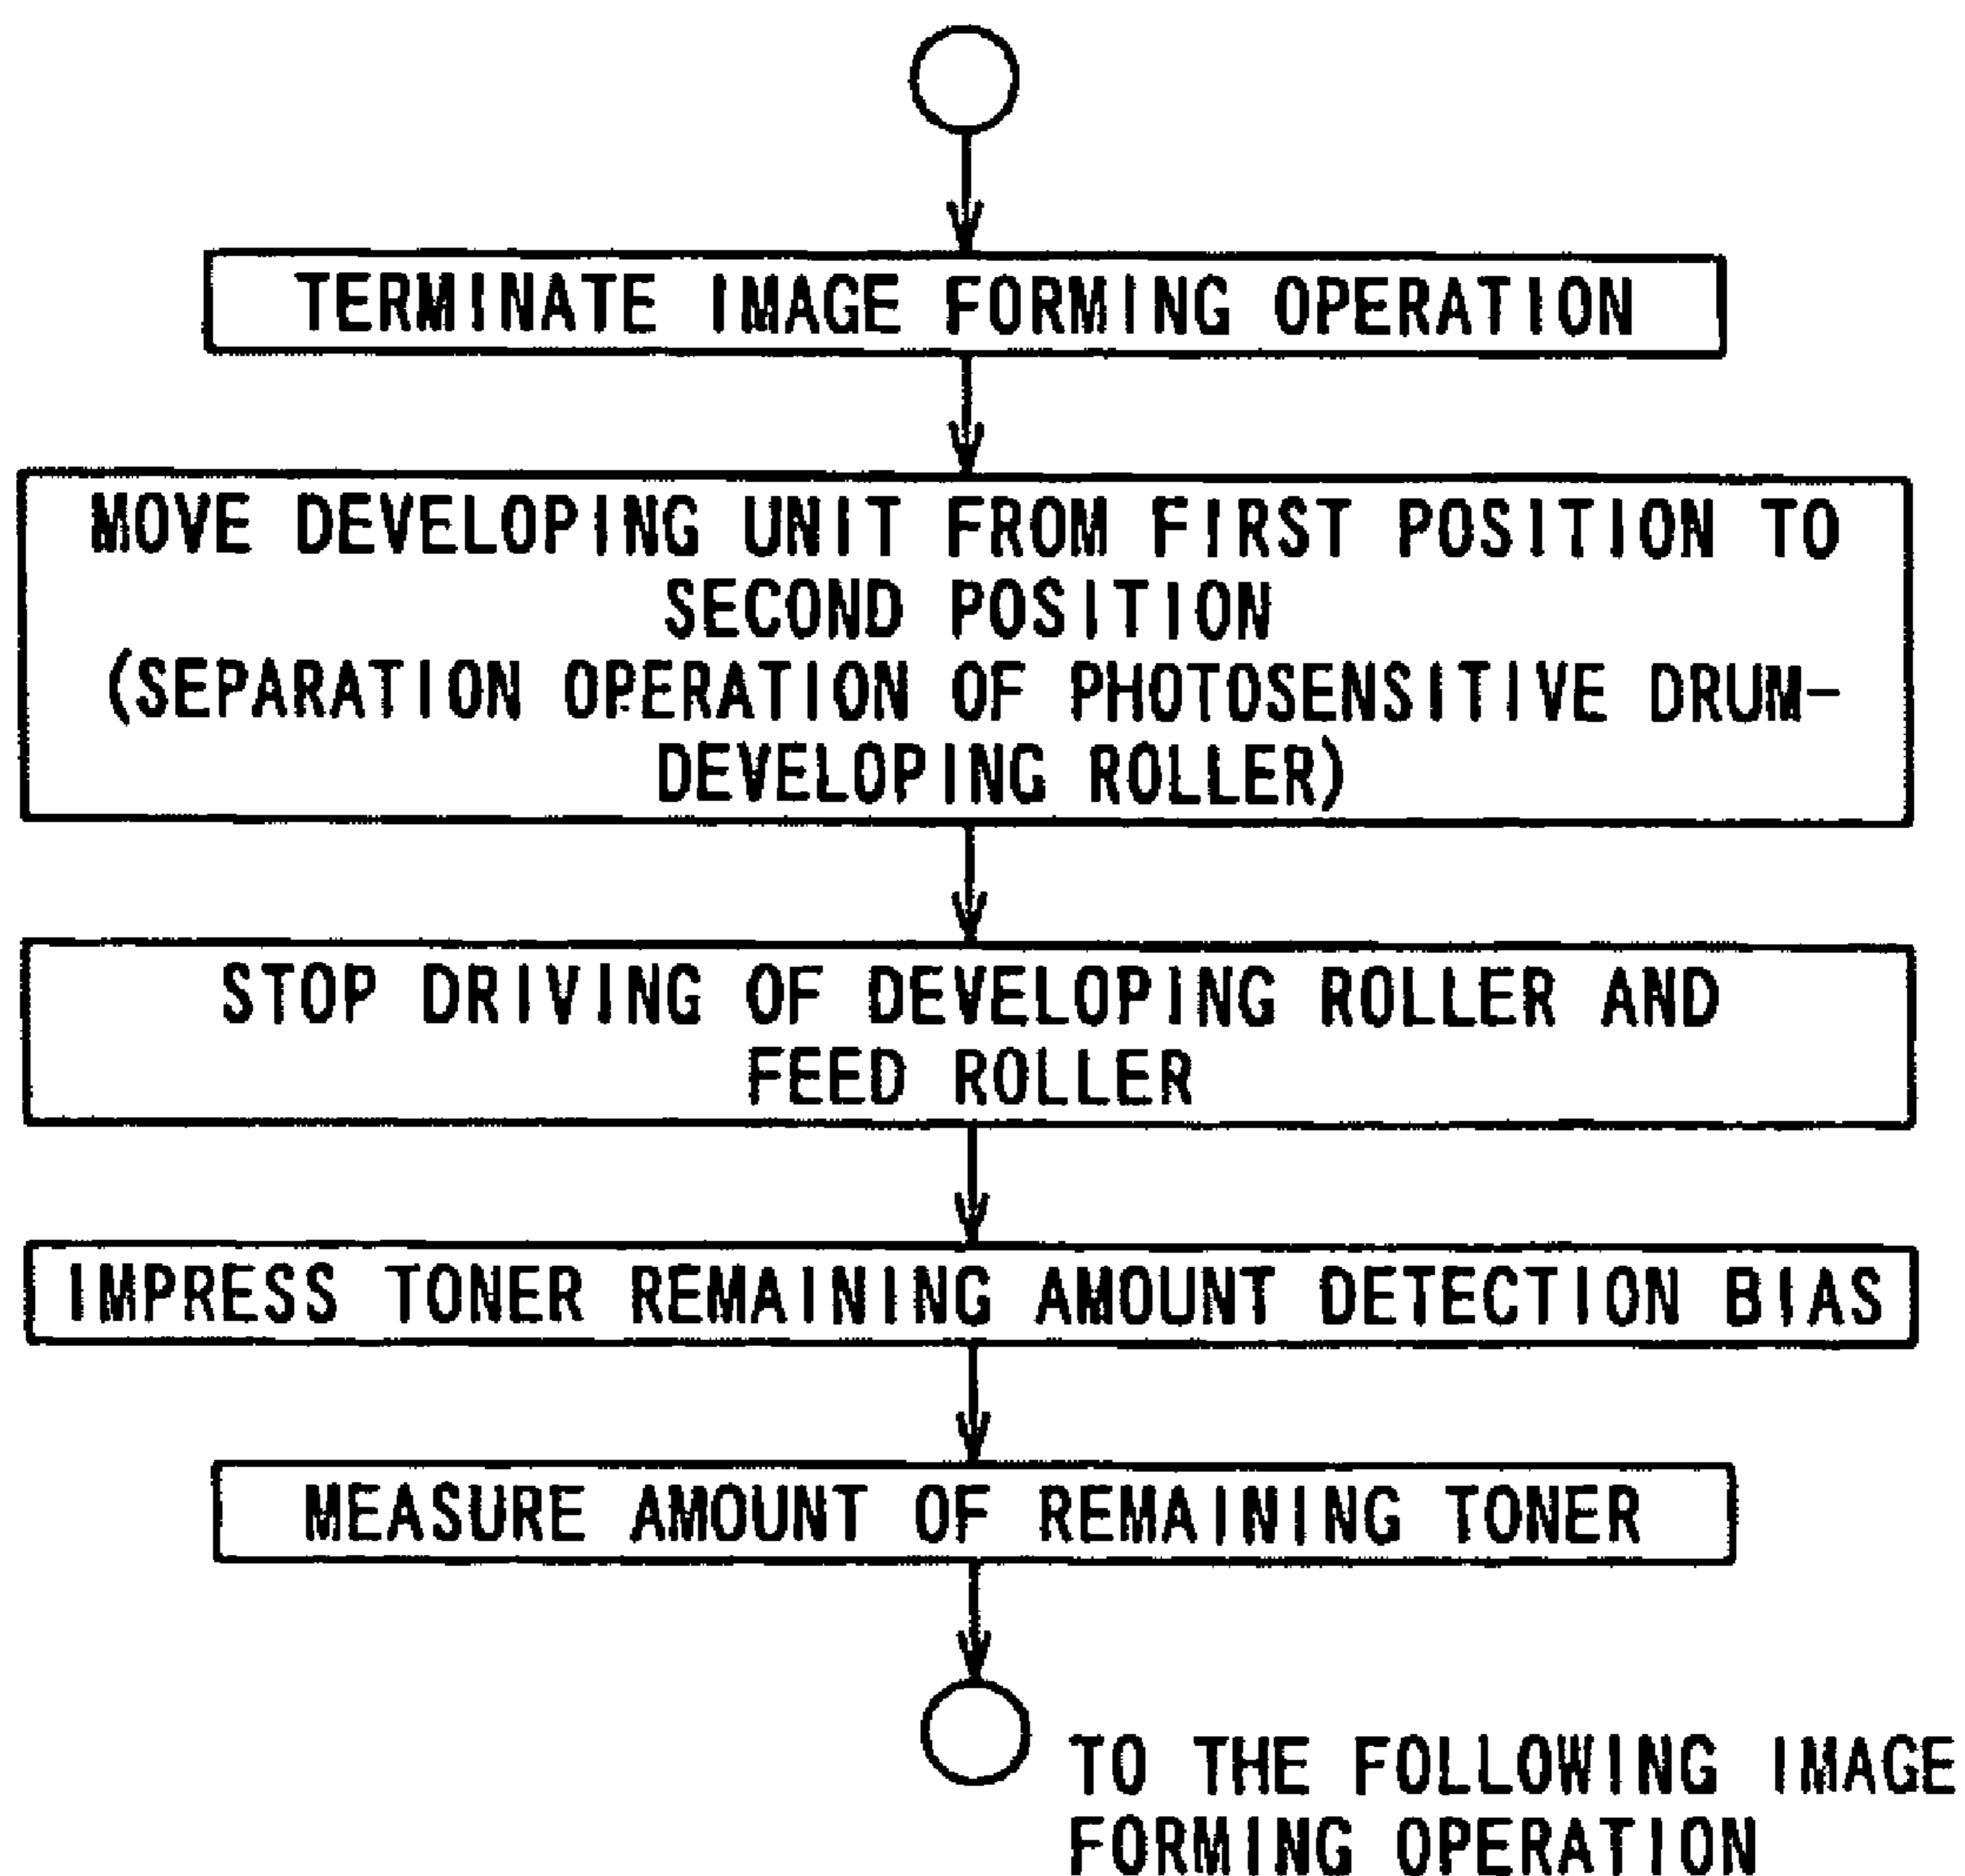 TERMINATE IMAGE FORMING OPERATION
MOVE DEVELOPING UNIT FROM FIRST POSITION TO
SECOND POSITION
(SEPARATION OPERATION OF PHOTOSENSITIVE DRUM-
DEVELOPING ROLLER)
STOP DRIVING OF DEVELOPING ROLLER AND
FEED ROLLER
IMPRESS TONER REMAINING AMOUNT DETECTION BIAS
MEASURE AMOUNT OF REMAINING TONER
TO THE FOLLOWING IMAGE
FORMING OPERATION